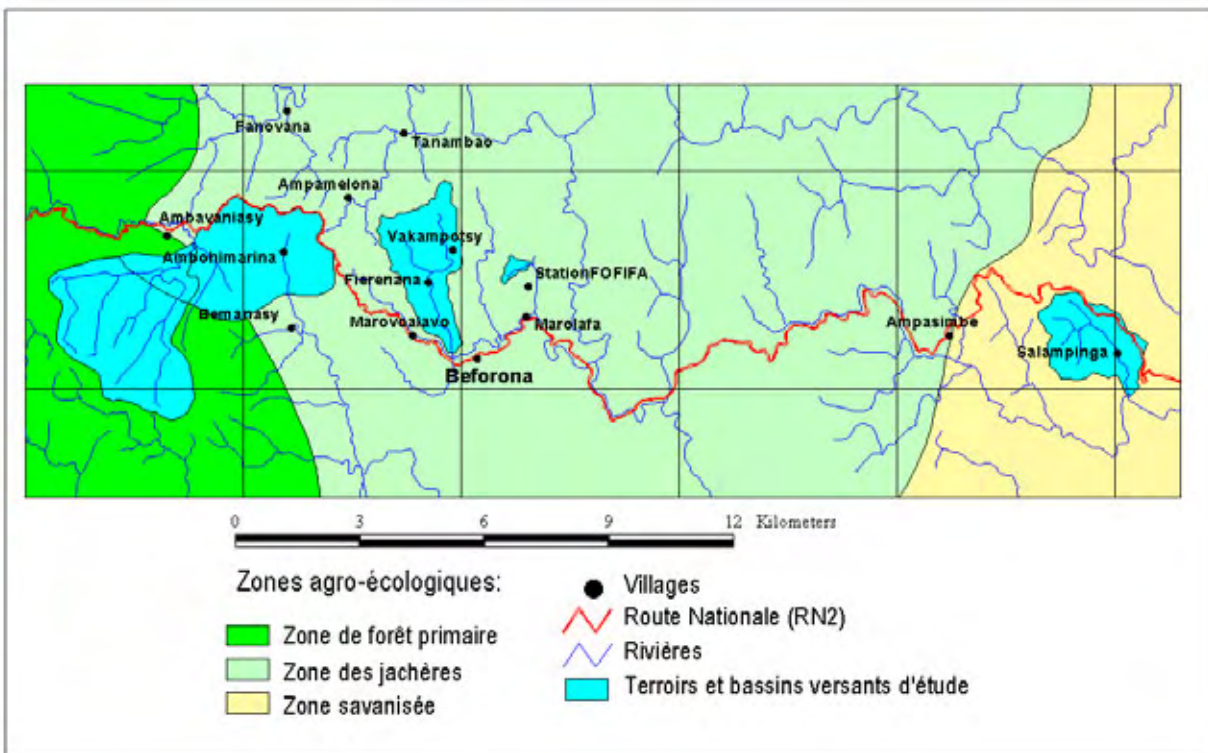 Fanovana
Tanambao
Ampamelona
Ambavaniasy
Vakampotsy
Ambohimarina
StationFOFIFA
Fierenana
Bemanasy
Marovoalavo
Marolafa
Ampasimbe
Salampinga
Beforona
0 3 6 9 12 Kilometers
Zones agro-écologiques:
Zone de forêt primaire
Zone des jachères
Zone savanisée
Villages
Route Nationale (RN2)
Rivières
Terroirs et bassins versants d'étude